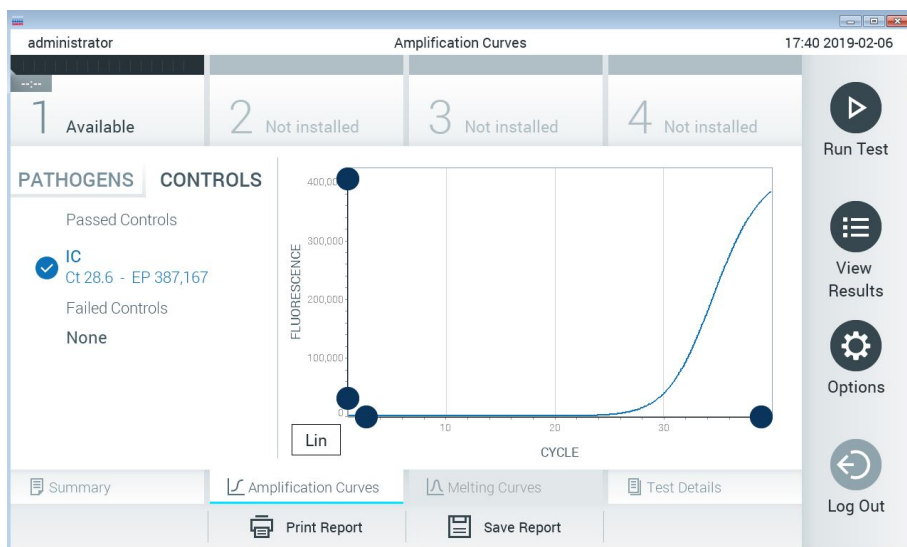 administrator
Amplification Curves
17:40 2019-02-06
--:--
1 Available
2 Not installed
3 Not installed
4 Not installed
Run Test
PATHOGENS
CONTROLS
Passed Controls
IC
Ct 28.6 - EP 387,167
Failed Controls
None
400,00
300,000
200,000
100,000
0
FLUORESCENCE
10
20
30
CYCLE
Lin
View
Results
Options
Log Out
Summary
Amplification Curves
Melting Curves
Test Details
Print Report
Save Report